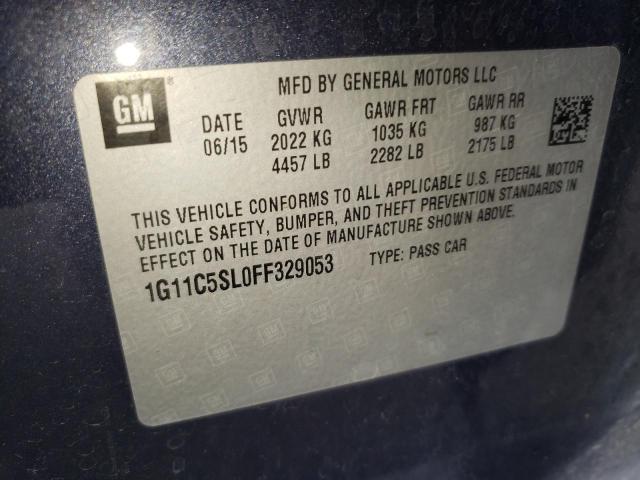 GM
®
MFD BY GENERAL MOTORS LLC
DATE GVWR GAWR FRT GAWR RR
06/15 2022 KG 1035 KG 987 KG
4457 LB 2282 LB 2175 LB
THIS VEHICLE CONFORMS TO ALL APPLICABLE U.S. FEDERAL MOTOR
VEHICLE SAFETY, BUMPER, AND THEFT PREVENTION STANDARDS IN
EFFECT ON THE DATE OF MANUFACTURE SHOWN ABOVE.
1G11C5SL0FF329053 TYPE: PASS CAR